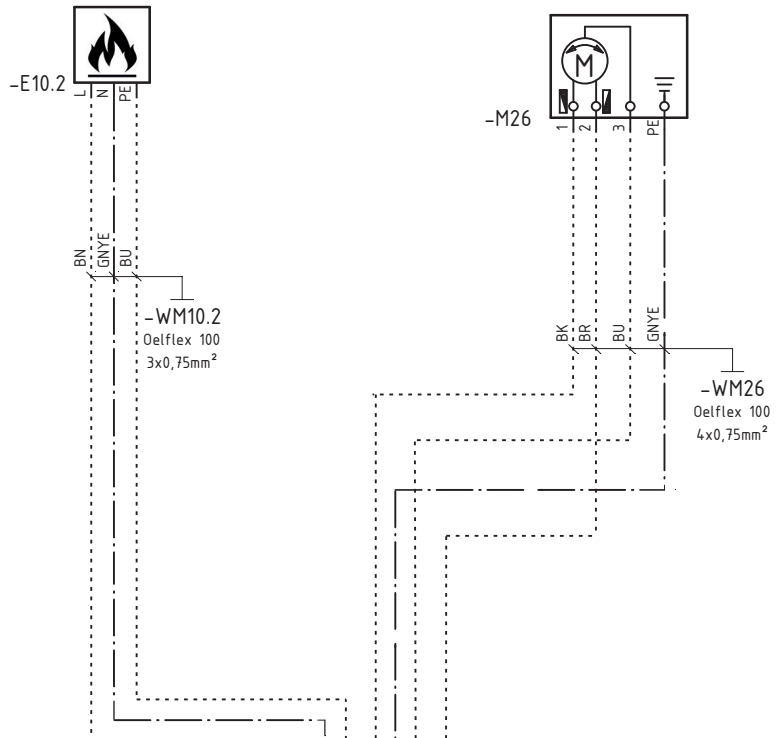 -E10.2
L
N
PE
M
-M26
1
2
3
PE
BN
GNYE
BU
-WM10.2
Oelflex 100
3x0,75mm²
BK
BR
BU
GNYE
-WM26
Oelflex 100
4x0,75mm²